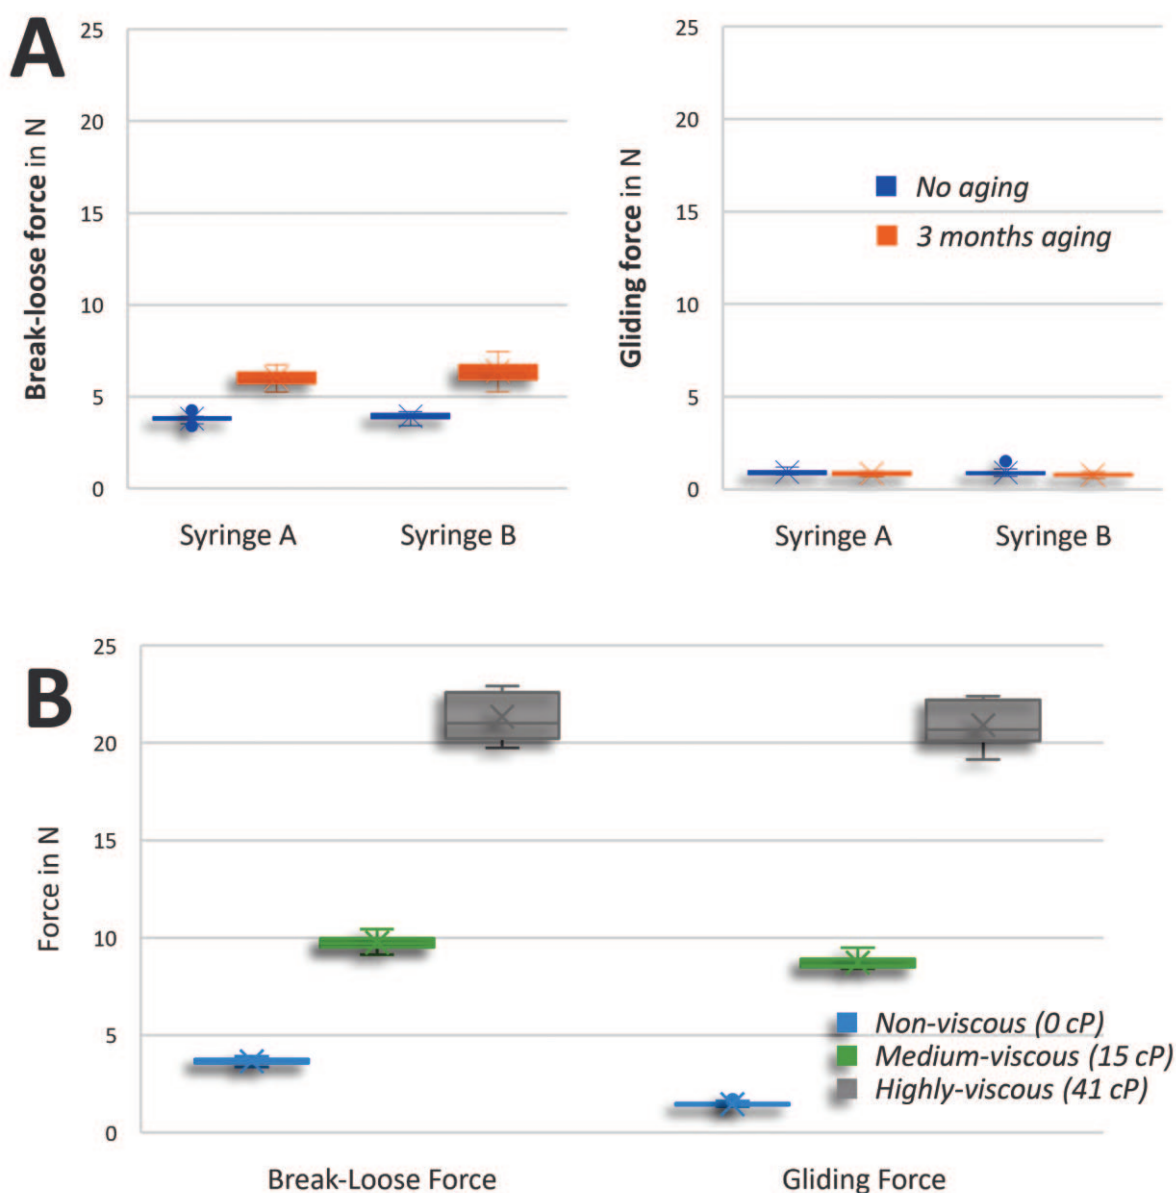 A
Break-loose force in N
25
20
15
10
5
0
Syringe A
Syringe B
Gliding force in N
25
20
15
10
5
0
No aging
3 months aging
Syringe A
Syringe B
B
Force in N
25
20
15
10
5
0
Non-viscous (0 cP)
Medium-viscous (15 cP)
Highly-viscous (41 cP)
Break-Loose Force
Gliding Force